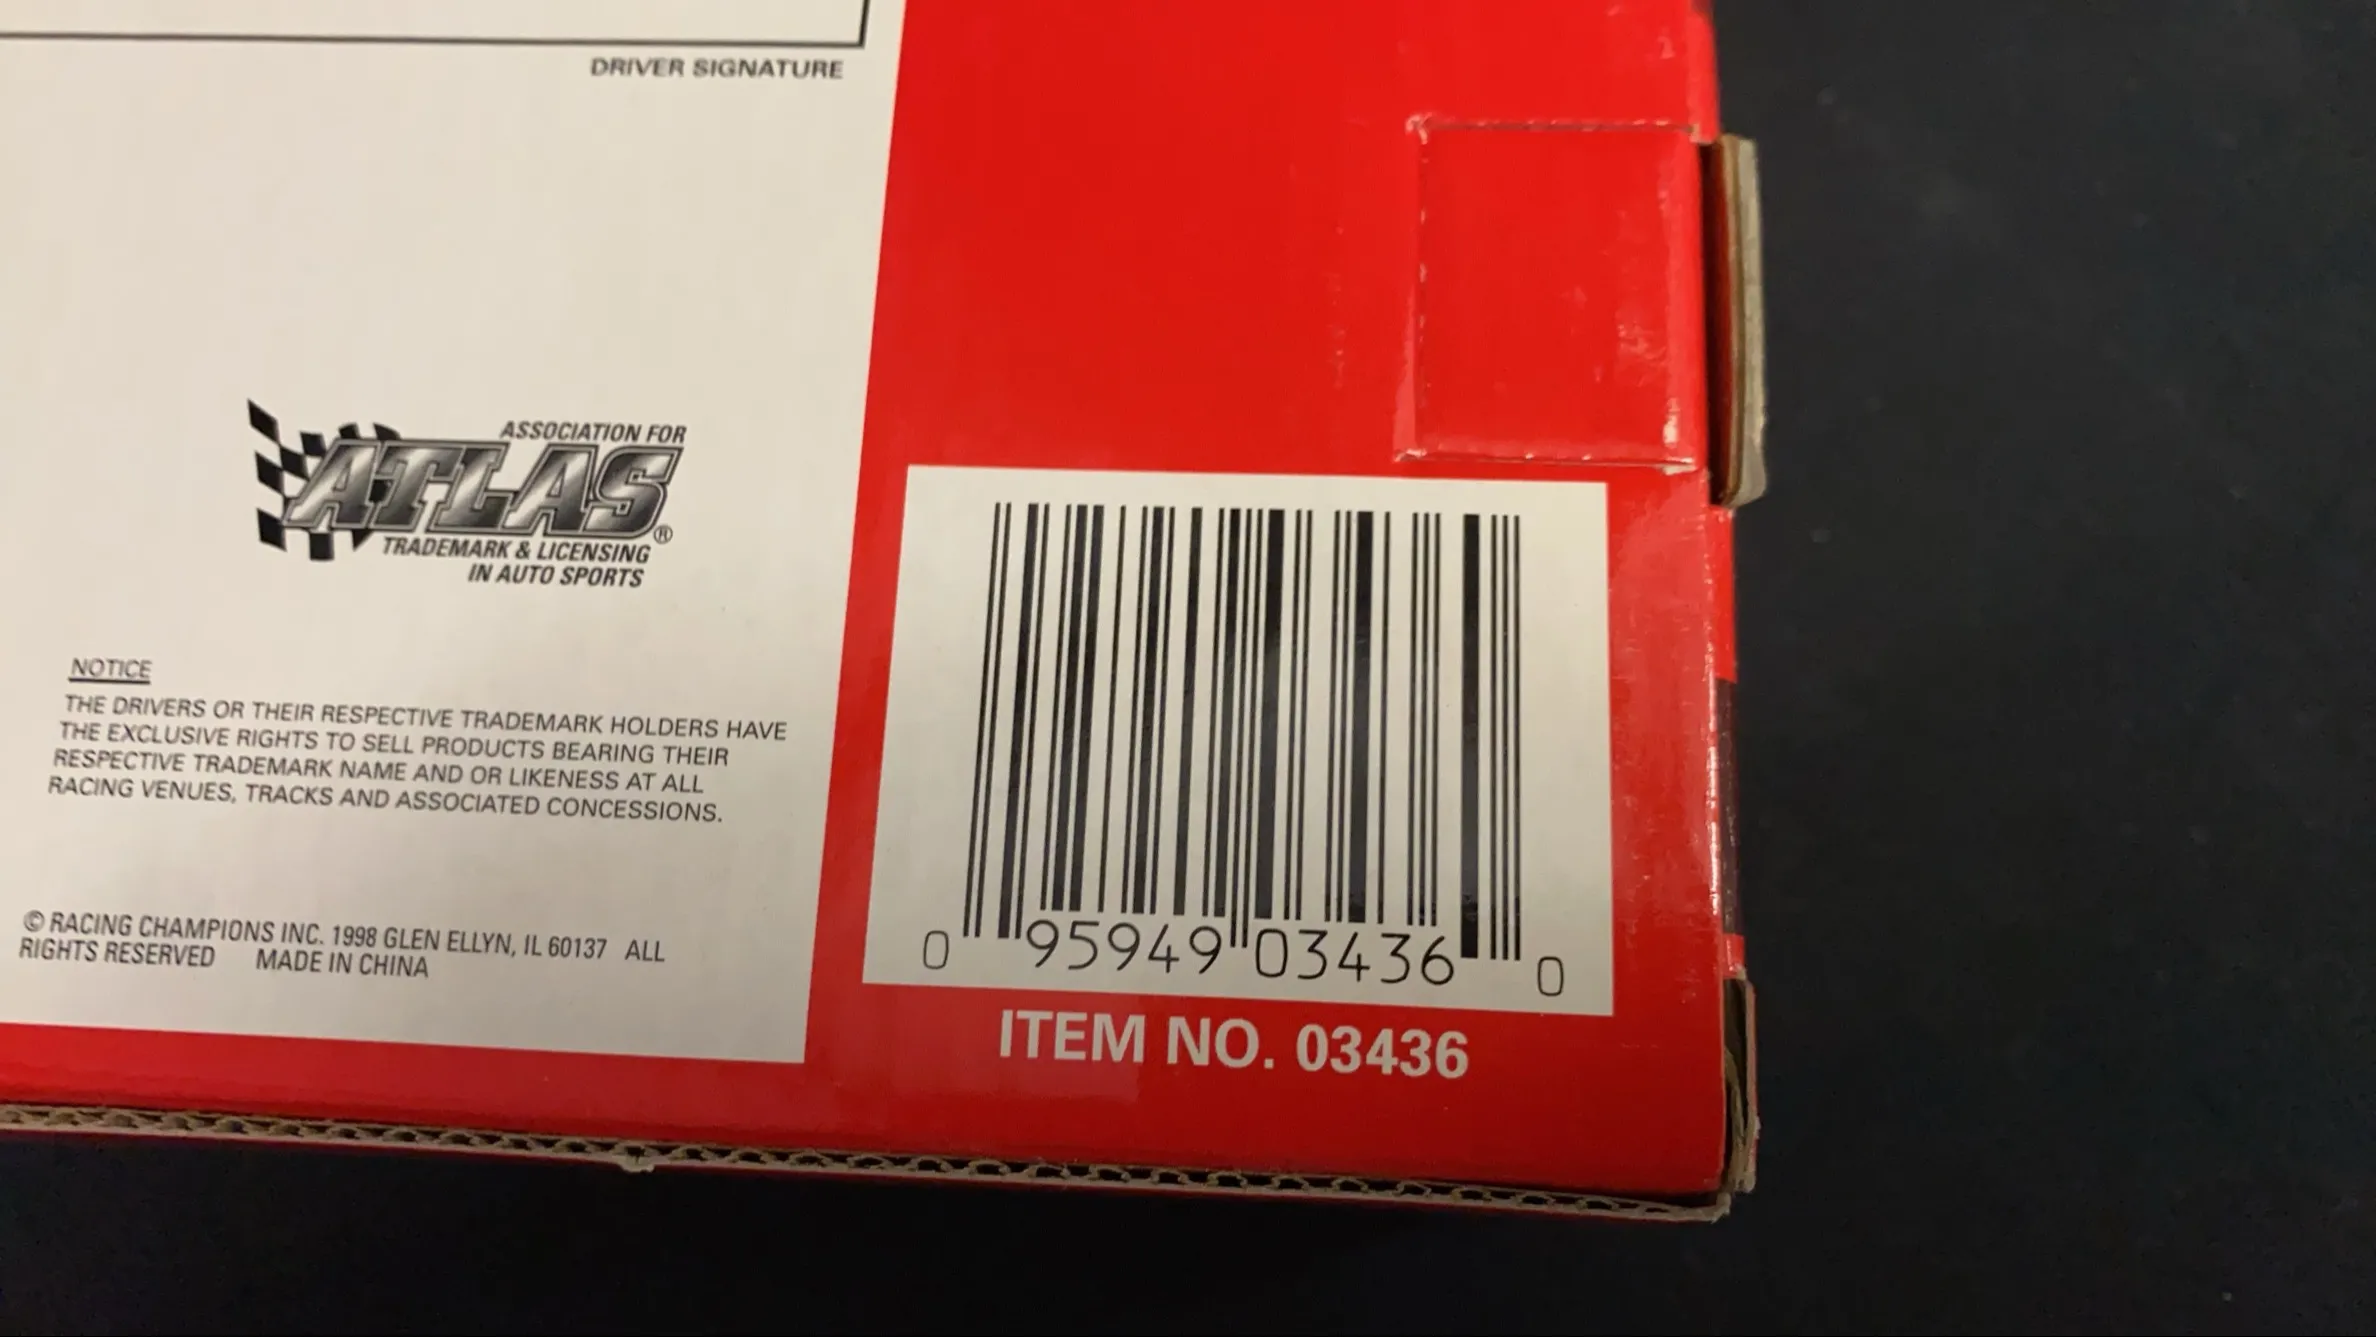 DRIVER SIGNATURE
ASSOCIATION FOR
ATLAS®
TRADEMARK & LICENSING
IN AUTO SPORTS
NOTICE
THE DRIVERS OR THEIR RESPECTIVE TRADEMARK HOLDERS HAVE
THE EXCLUSIVE RIGHTS TO SELL PRODUCTS BEARING THEIR
RESPECTIVE TRADEMARK NAME AND OR LIKENESS AT ALL
RACING VENUES, TRACKS AND ASSOCIATED CONCESSIONS.
© RACING CHAMPIONS INC. 1998 GLEN ELLYN, IL 60137 ALL
RIGHTS RESERVED MADE IN CHINA
0 95949 03436 0
ITEM NO. 03436